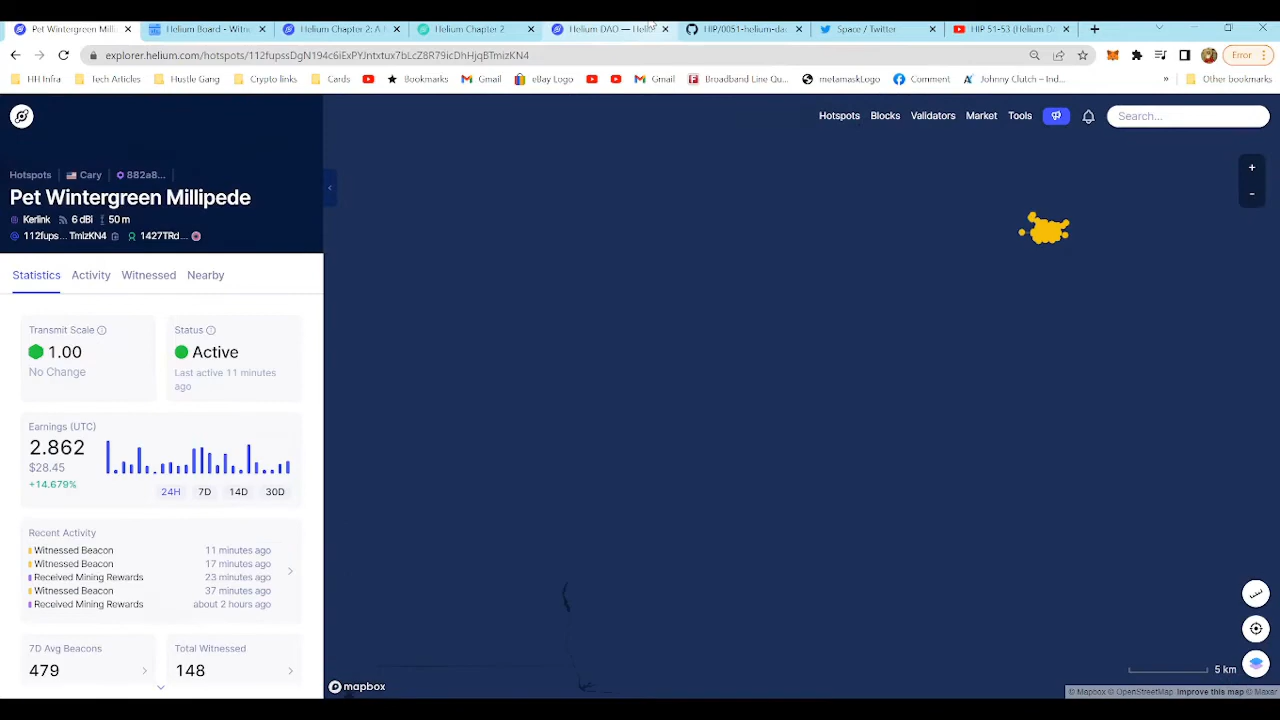 Pet Wintergreen Milli
Helium Board - Witn
Helium Chapter 2: A
Helium Chapter 2
Helium DAO — Heli
HIP/0051-helium-da
Space / Twitter
HIP 51-53 (Helium D
explorer.helium.com/hotspots/112fupssDgN194c6iExPYJntxtux7bLcZ8R79icDhHjqBTmizKN4
Error
HH Infra
Tech Articles
Hustle Gang
Crypto links
Cards
Bookmarks
Gmail
eBay Logo
Gmail
Broadband Line Qu...
metamaskLogo
Comment
Johnny Clutch – Ind...
»
Other bookmarks
Hotspots
Blocks
Validators
Market
Tools
Search...
Hotspots
Cary
882a8...
Pet Wintergreen Millipede
Kerlink 6 dBi 50 m
112fups... TmizKN4 1427TRd...
Statistics
Activity
Witnessed
Nearby
Transmit Scale
1.00
No Change
Status
Active
Last active 11 minutes
ago
Earnings (UTC)
2.862
$28.45
+14.679%
24H
7D
14D
30D
Recent Activity
Witnessed Beacon 11 minutes ago
Witnessed Beacon 17 minutes ago
Received Mining Rewards 23 minutes ago
Witnessed Beacon 37 minutes ago
Received Mining Rewards about 2 hours ago
7D Avg Beacons
479
Total Witnessed
148
+
-
5 km
mapbox
© Mapbox © OpenStreetMap Improve this map © Maxar